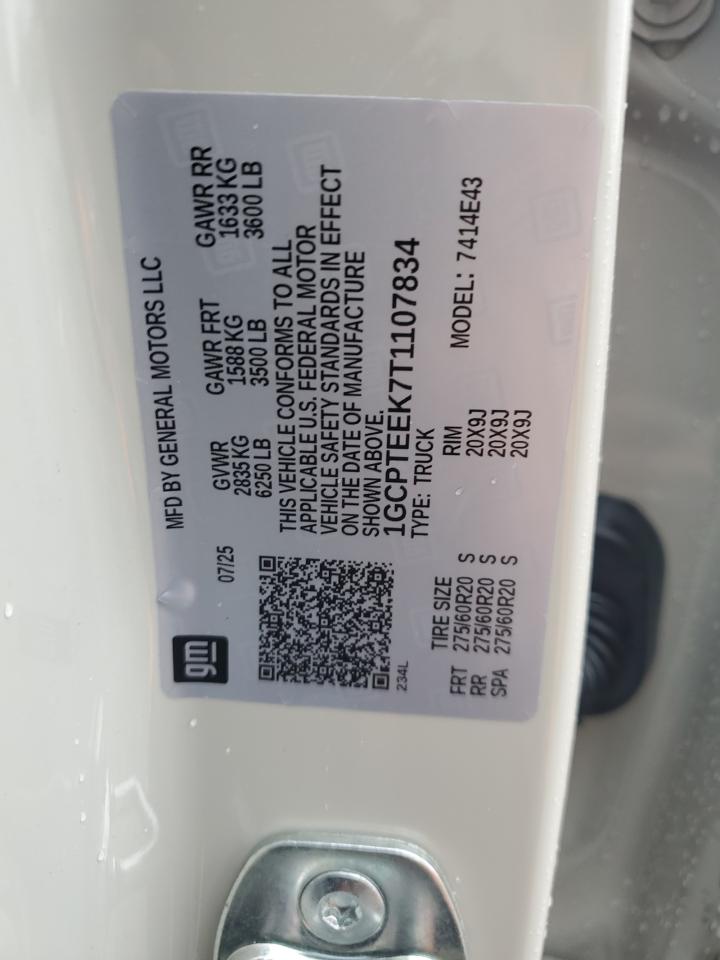 gm
MFD BY GENERAL MOTORS LLC
07/25
GVWR GAWR FRT GAWR RR
2835KG 1588 KG 1633 KG
6250 LB 3500 LB 3600 LB
THIS VEHICLE CONFORMS TO ALL
APPLICABLE U.S. FEDERAL MOTOR
VEHICLE SAFETY STANDARDS IN EFFECT
ON THE DATE OF MANUFACTURE
SHOWN ABOVE.
1GCPTEEK7T1107834
234L
TYPE: TRUCK
MODEL: 7414E43
TIRE SIZE RIM
FRT 275/60R20 S 20X9J
RR 275/60R20 S 20X9J
SPA 275/60R20 S 20X9J